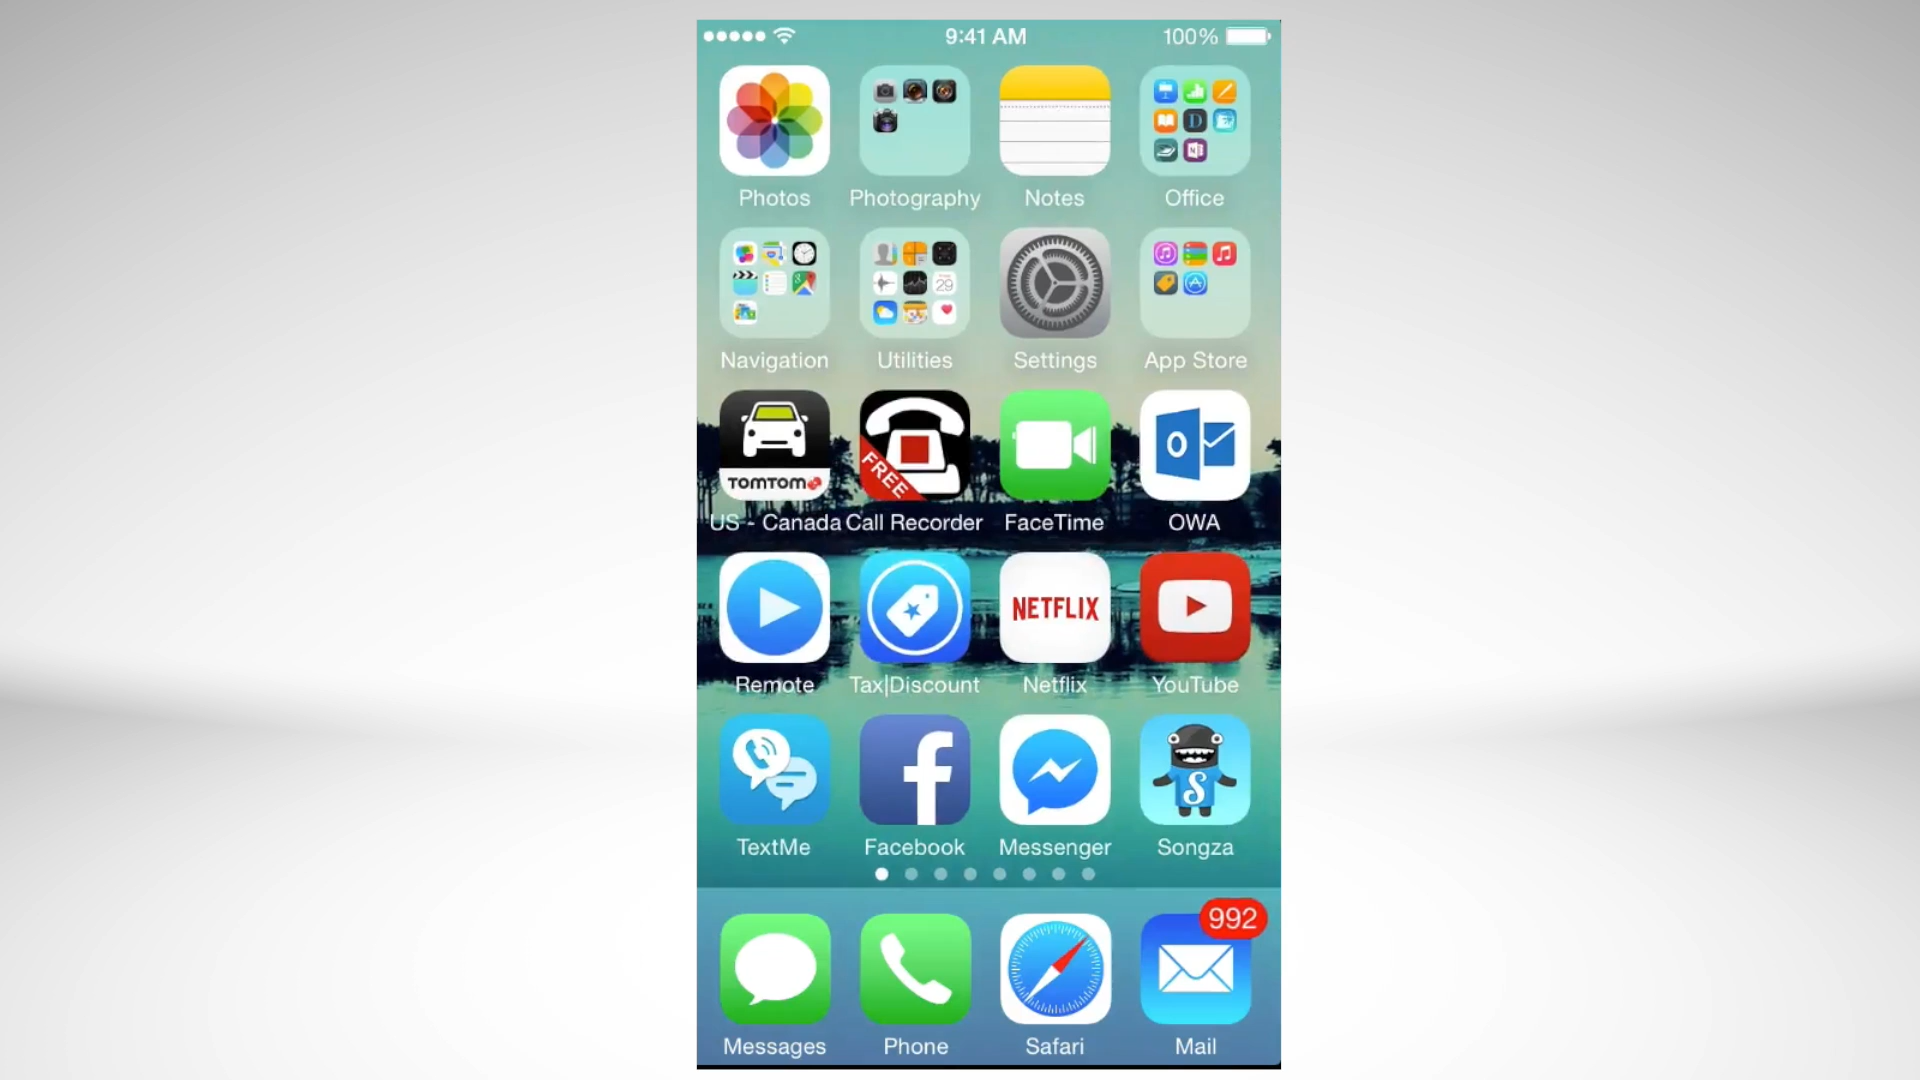 9:41 AM 100%
Photos Photography Notes Office
29
Navigation Utilities Settings App Store
TOMTOM FREE O
US - Canada Call Recorder FaceTime OWA
NETFLIX
Remote Tax|Discount Netflix YouTube
f S
TextMe Facebook Messenger Songza
992
Messages Phone Safari Mail